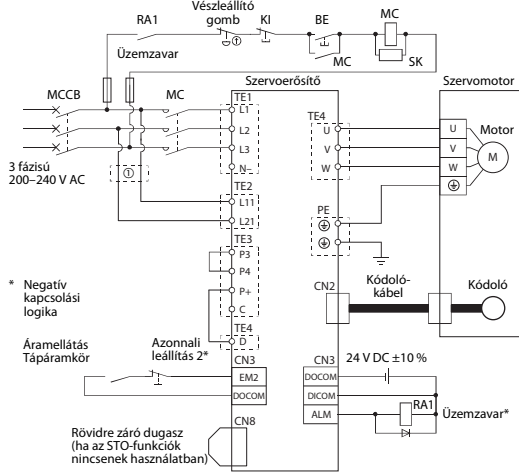 Vészleállító
gomb
RA1
KI
BE
MC
Üzemzavar
MC
SK
MCCB
MC
Szervoerősítő
Szervomotor
TE1
L1
L2
L3
N–
TE4
U
V
W
U
V
W
Motor
M
3 fázisú
200–240 V AC
①
TE2
L11
L21
PE
TE3
P3
P4
P+
C
TE4
D
CN2
Kódoló-
kábel
Kódoló
* Negatív
kapcsolási
logika
Áramellátás
Tápáramkör
Azonnali
leállítás 2*
CN3
EM2
DOCOM
CN3
DOCOM
DICOM
ALM
24 V DC ±10 %
RA1
Üzemzavar*
CN8
Rövidre záró dugasz
(ha az STO-funkciók
nincsenek használatban)